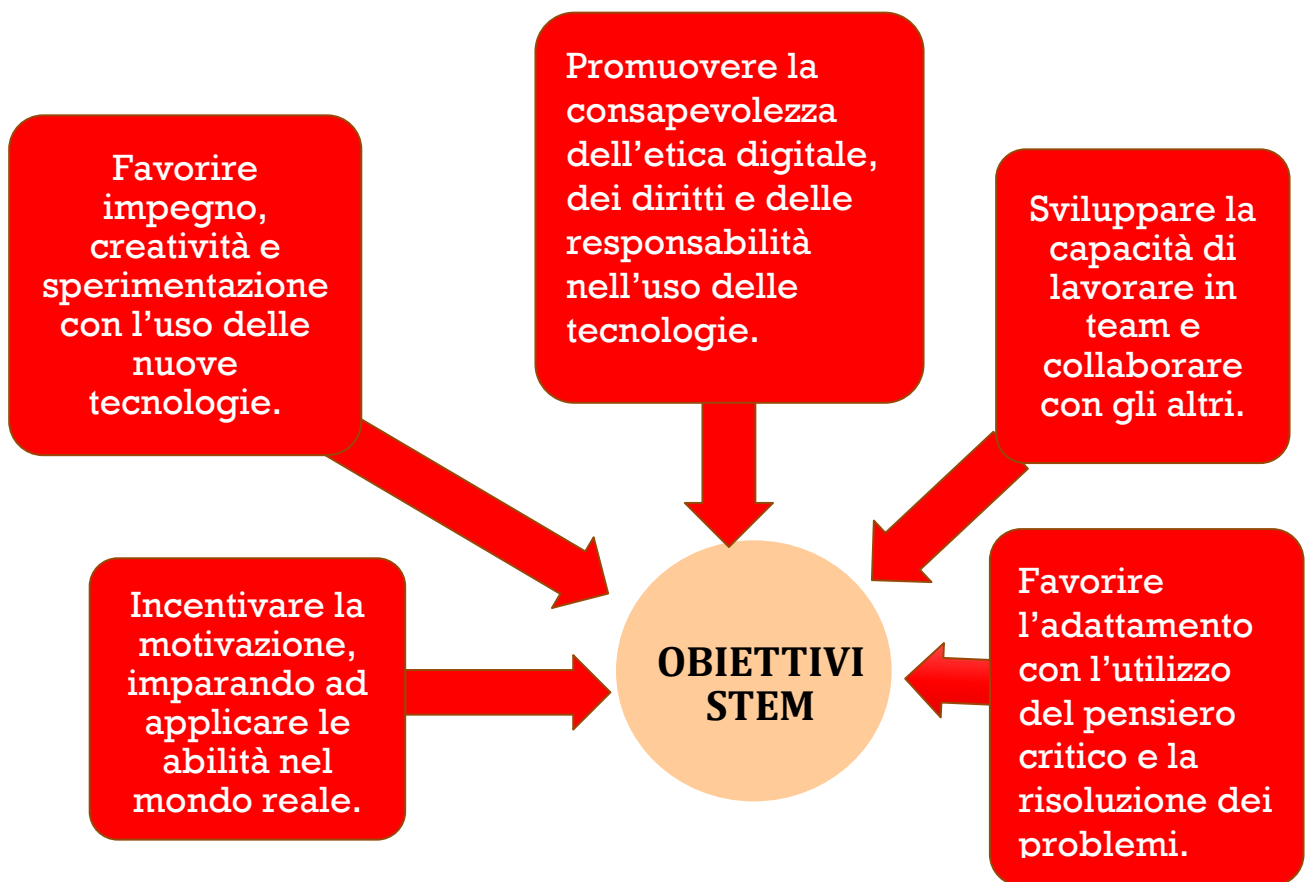 Favorire
impegno,
creatività e
sperimentazione
con l'uso delle
nuove
tecnologie.
Promuovere la
consapevolezza
dell'etica digitale,
dei diritti e delle
responsabilità
nell'uso delle
tecnologie.
Sviluppare la
capacità di
lavorare in
team e
collaborare
con gli altri.
Incentivare la
motivazione,
imparando ad
applicare le
abilità nel
mondo reale.
OBIETTIVI
STEM
Favorire
l'adattamento
con l'utilizzo
del pensiero
critico e la
risoluzione dei
problemi.